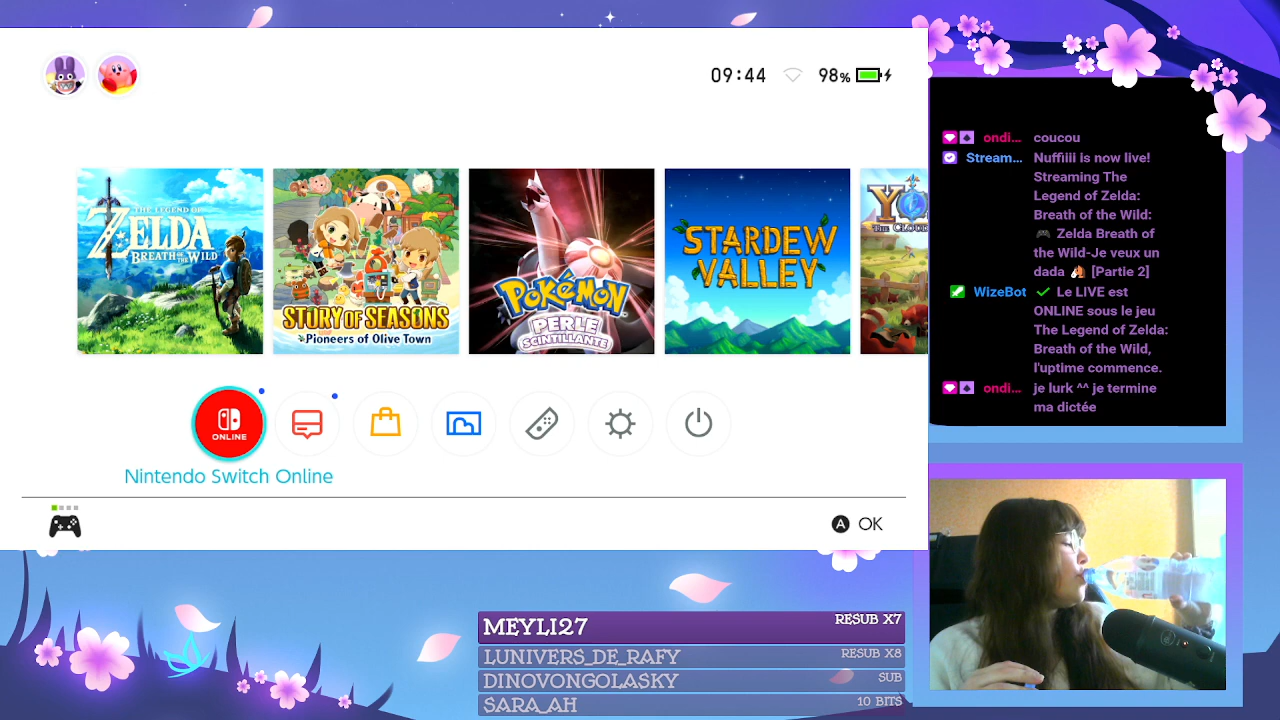 09:44
98%
THE LEGEND OF
ZELDA
BREATH OF THE WILD
STORY OF SEASONS
Pioneers of Olive Town
POKÉMON
PERLE
SCINTILLANTE
STARDEW
VALLEY
THE CLOUD
ONLINE
Nintendo Switch Online
A OK
ondi... coucou
Stream... Nuffiiii is now live!
Streaming The
Legend of Zelda:
Breath of the Wild:
🎮 Zelda Breath of
the Wild-Je veux un
dada 🐴 [Partie 2]
WizeBot ✓ Le LIVE est
ONLINE sous le jeu
The Legend of Zelda:
Breath of the Wild,
l'uptime commence.
ondi... je lurk ^^ je termine
ma dictée
MEYLI27 RESUB X7
LUNIVERS_DE_RAFY RESUB X8
DINOVONGOLASKY SUB
SARA_AH 10 BITS